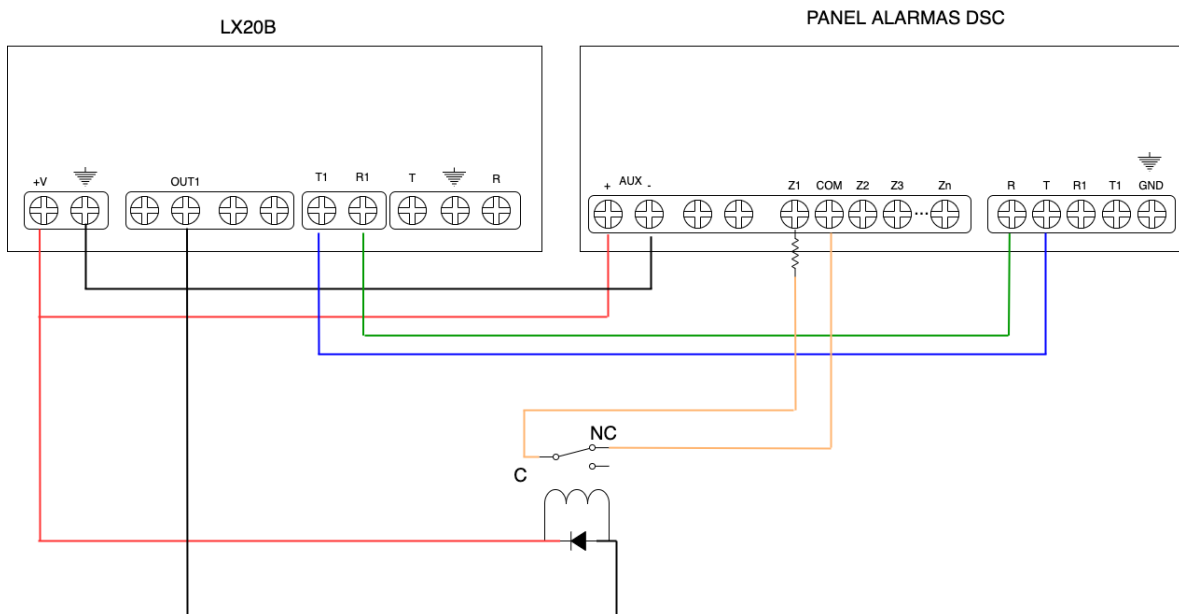 LX20B
PANEL ALARMAS DSC
+V
OUT1
T1
R1
T
R
+
AUX
-
Z1
COM
Z2
Z3
...
Zn
R
T
R1
T1
GND
NC
C